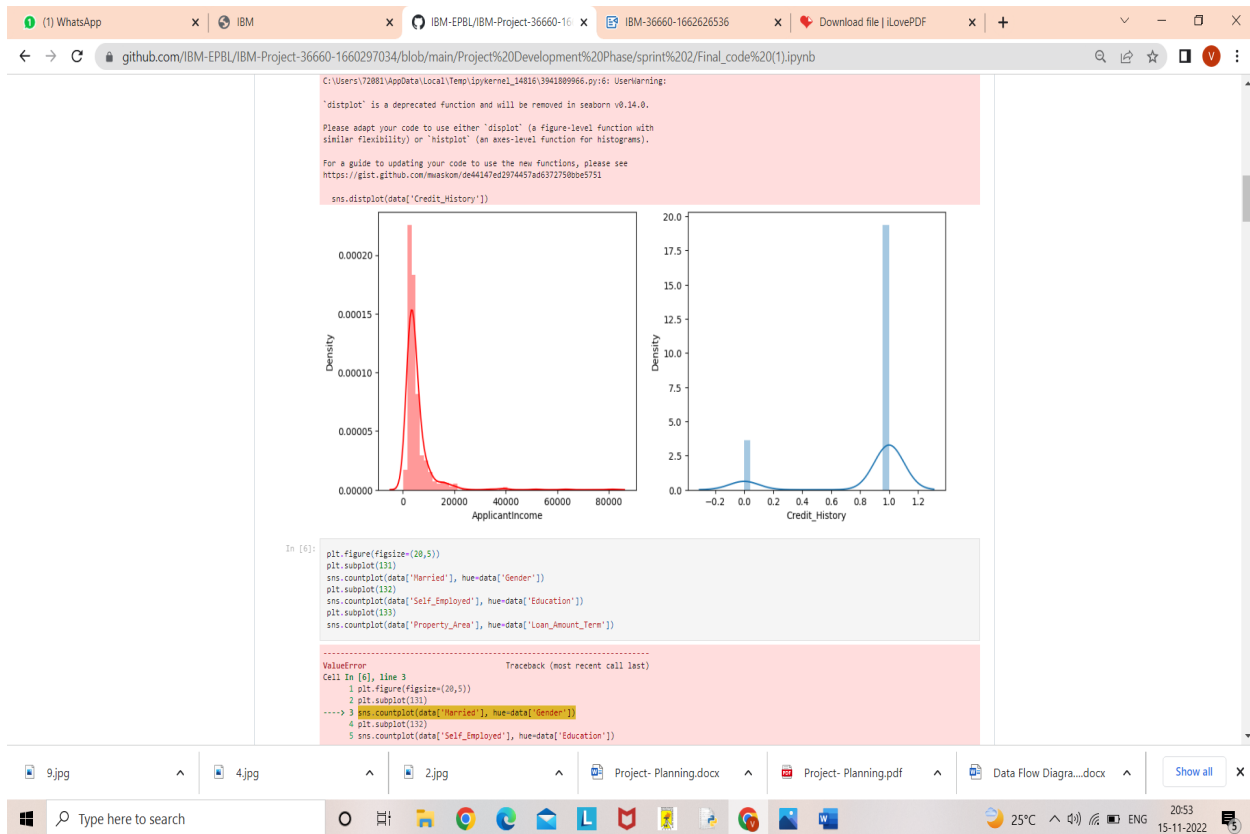 (1) WhatsApp
IBM
IBM-EPBL/IBM-Project-36660-16
IBM-36660-1662626536
Download file | iLovePDF
github.com/IBM-EPBL/IBM-Project-36660-1660297034/blob/main/Project%20Development%20Phase/sprint%202/Final_code%20(1).ipynb
V
C:\Users\72081\AppData\Local\Temp\ipykernel_14816\3941809966.py:6: UserWarning:
`distplot` is a deprecated function and will be removed in seaborn v0.14.0.
Please adapt your code to use either `displot` (a figure-level function with
similar flexibility) or `histplot` (an axes-level function for histograms).
For a guide to updating your code to use the new functions, please see
https://gist.github.com/mwaskom/de44147ed2974457ad6372750bbe5751
sns.distplot(data['Credit_History'])
Density
0.00020
0.00015
0.00010
0.00005
0.00000
0 20000 40000 60000 80000
ApplicantIncome
Density
20.0
17.5
15.0
12.5
10.0
7.5
5.0
2.5
0.0
−0.2 0.0 0.2 0.4 0.6 0.8 1.0 1.2
Credit_History
In [6]:
plt.figure(figsize=(20,5))
plt.subplot(131)
sns.countplot(data['Married'], hue=data['Gender'])
plt.subplot(132)
sns.countplot(data['Self_Employed'], hue=data['Education'])
plt.subplot(133)
sns.countplot(data['Property_Area'], hue=data['Loan_Amount_Term'])
---------------------------------------------------------------------------
ValueError Traceback (most recent call last)
Cell In [6], line 3
1 plt.figure(figsize=(20,5))
2 plt.subplot(131)
----> 3 sns.countplot(data['Married'], hue=data['Gender'])
4 plt.subplot(132)
5 sns.countplot(data['Self_Employed'], hue=data['Education'])
9.jpg
4.jpg
2.jpg
Project- Planning.docx
Project- Planning.pdf
Data Flow Diagra....docx
Show all
Type here to search
25°C
ENG
20:53
15-11-2022
5